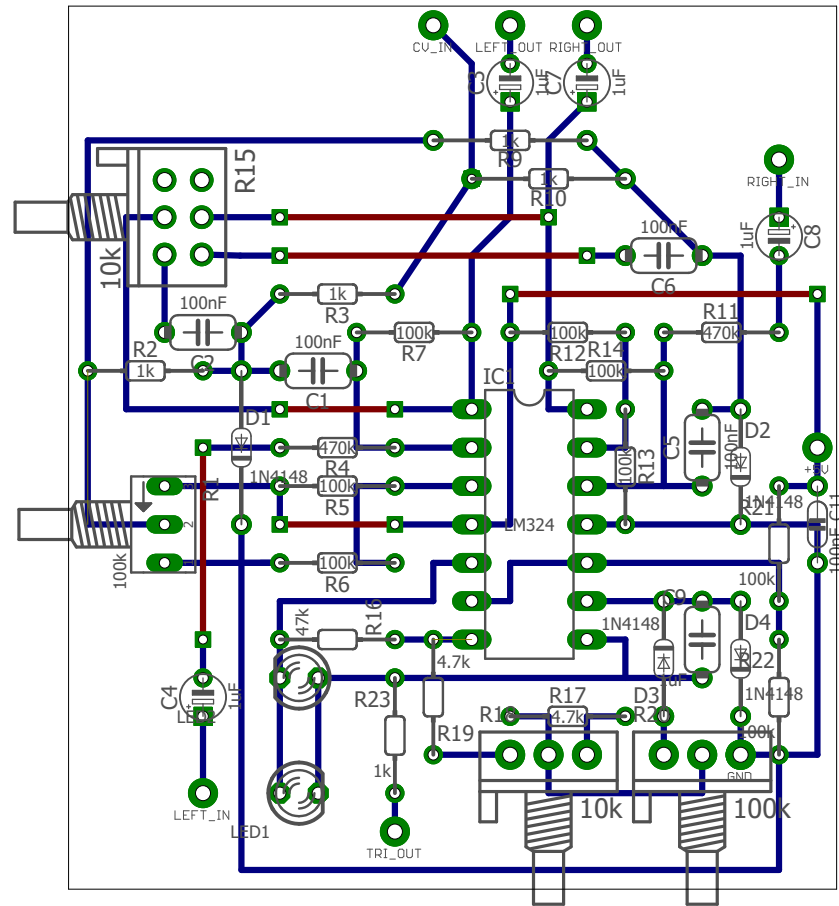 CV_IN
LEFT_OUT
RIGHT_OUT
C3
1uF
C7
1uF
1k
R9
R15
1k
R10
RIGHT_IN
10k
100nF
C6
1uF
C8
1k
R3
100nF
C2
100k
R7
100k
R12
R14
100k
R11
470k
R2
1k
100nF
C1
IC1
D1
1N4148
470k
R4
100k
R5
100k
R6
R1
2
100k
LM324
100k
R13
C5
100nF
D2
1N4148
+5V
R21
100k
C11
100nF
47k
R16
4.7k
C9
1uF
1N4148
D4
R22
1N4148
100k
D3
C4
1uF
R23
1k
R19
R17
4.7k
10k
100k
GND
LEFT_IN
LED1
TRI_OUT